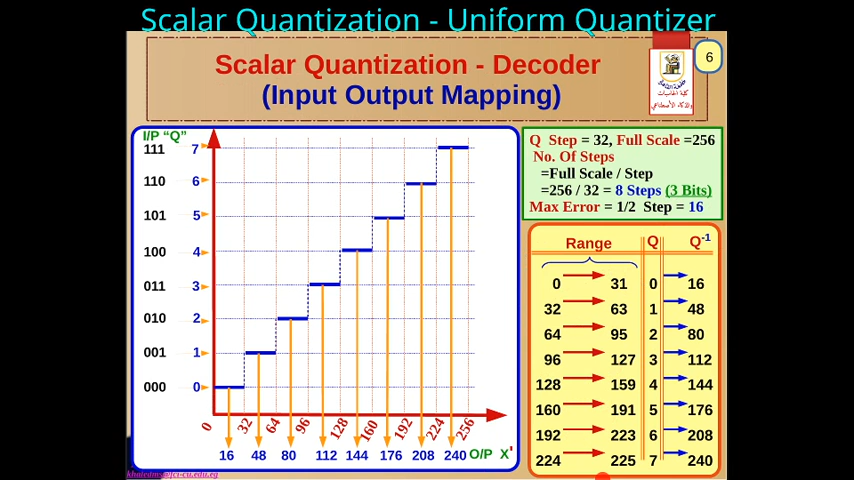 Scalar Quantization - Uniform Quantizer
Scalar Quantization - Decoder
(Input Output Mapping)
6
I/P “Q”
111 7
110 6
101 5
100 4
011 3
010 2
001 1
000 0
0 32 64 96 128 160 192 224 256
16 48 80 112 144 176 208 240 O/P X'
Q Step = 32, Full Scale =256
No. Of Steps
=Full Scale / Step
=256 / 32 = 8 Steps (3 Bits)
Max Error = 1/2 Step = 16
Range Q Q-1
0 31 0 16
32 63 1 48
64 95 2 80
96 127 3 112
128 159 4 144
160 191 5 176
192 223 6 208
224 225 7 240